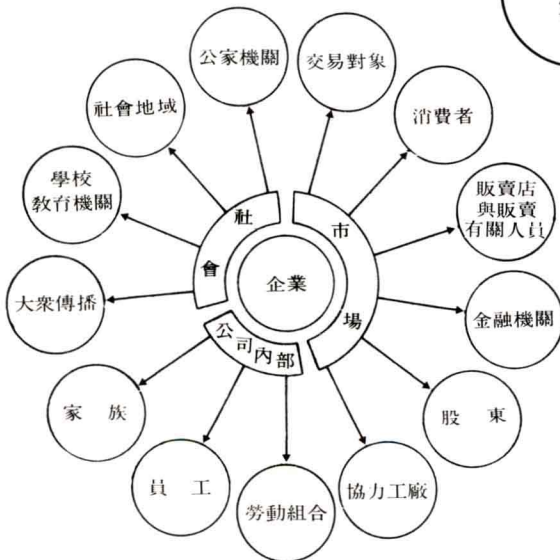 公家機關
交易對象
社會地域
消費者
學校
教育機關
販賣店
與販賣
有關人員
社會
市場
企業
大衆傳播
金融機關
公司內部
家族
股東
員工
勞動組合
協力工廠